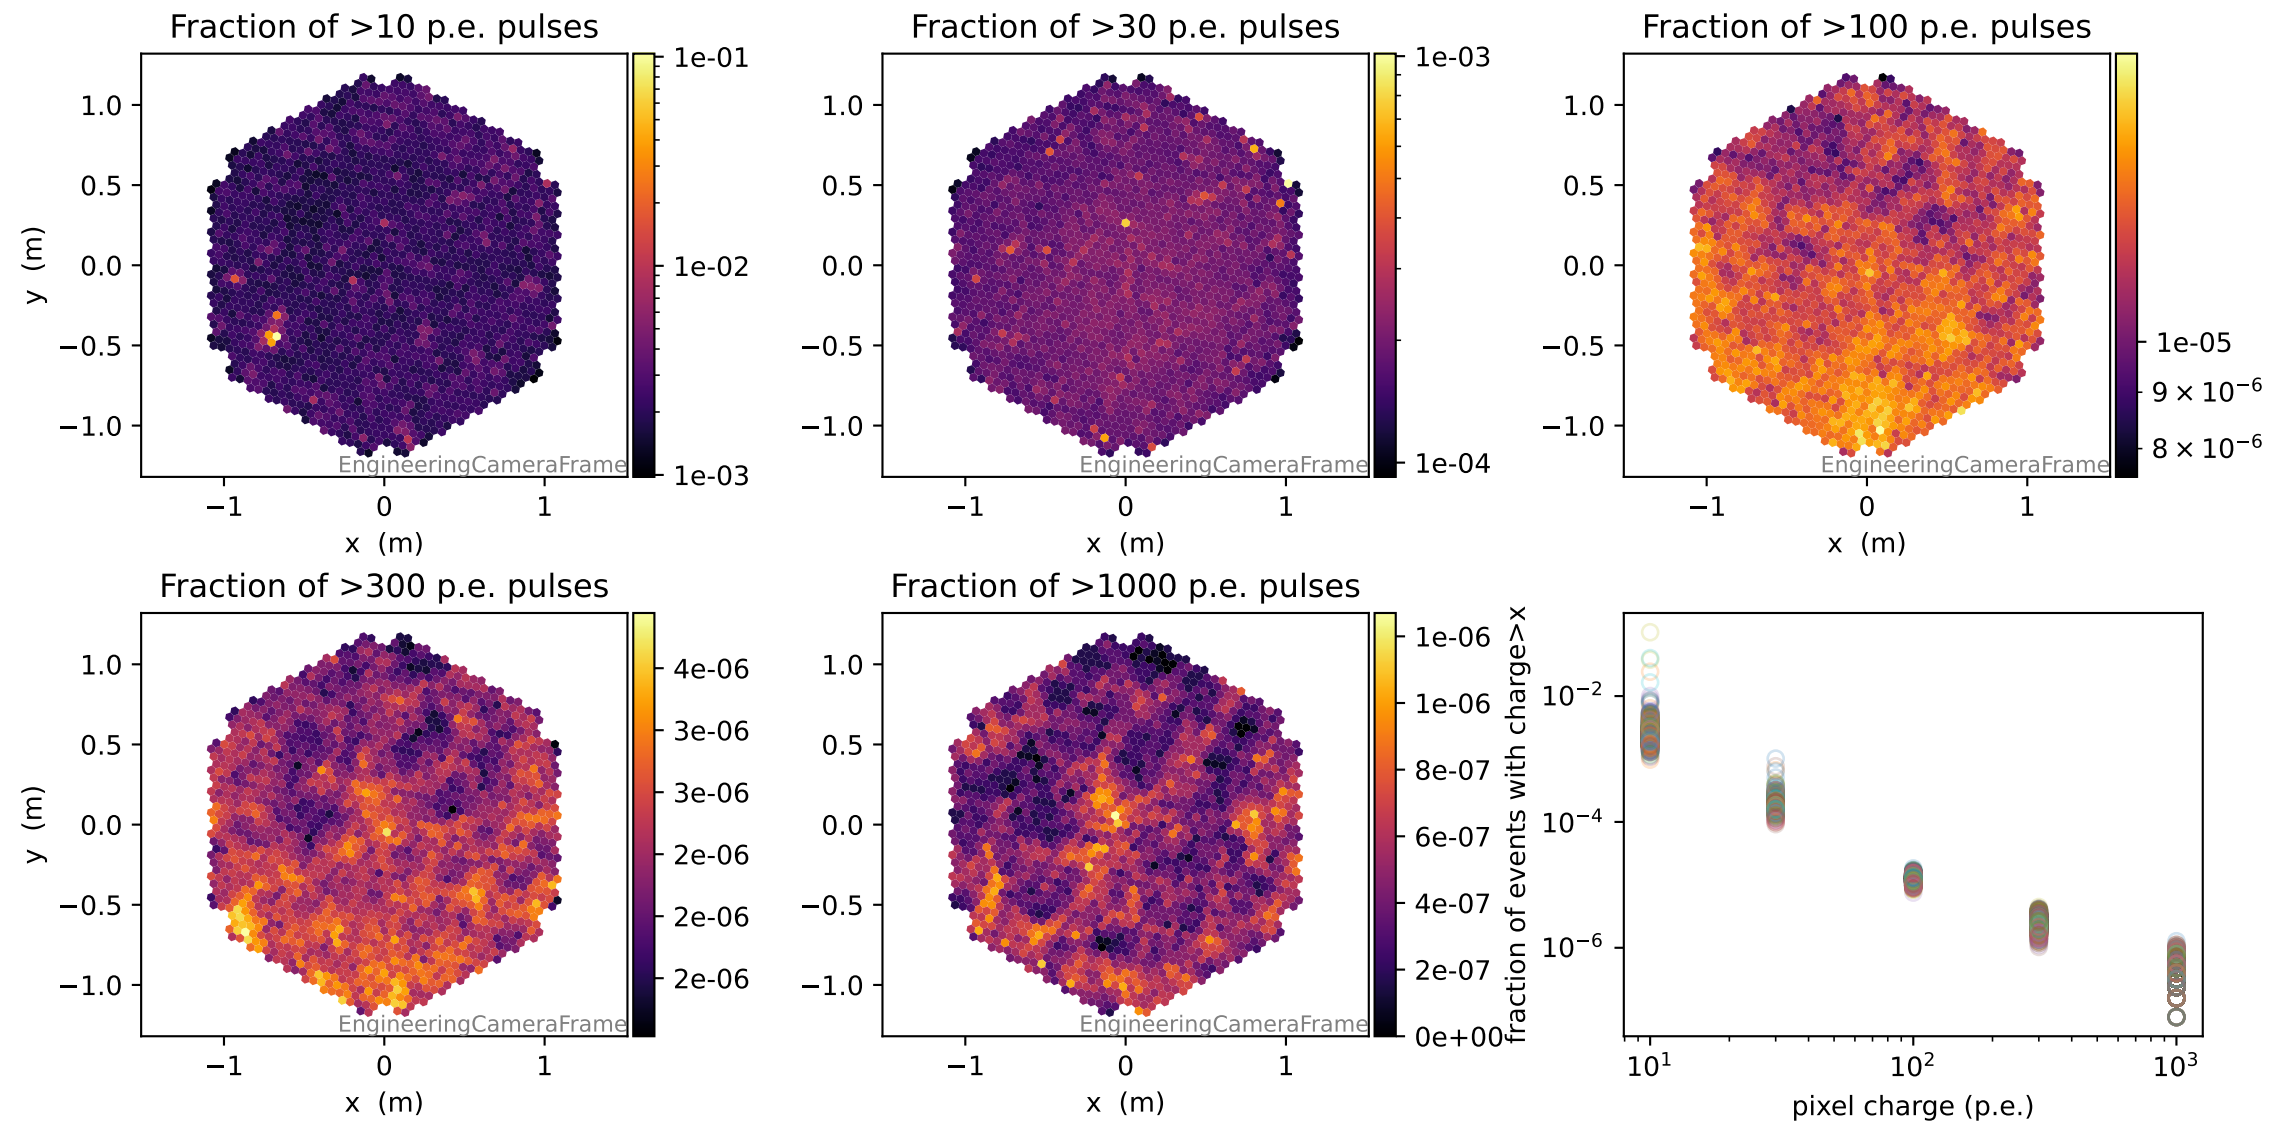 Fraction of >10 p.e. pulses
1.0
0.5
0.0
−0.5
−1.0
y (m)
−1
0
1
x (m)
EngineeringCameraFrame
1e-01
1e-02
1e-03
Fraction of >30 p.e. pulses
1.0
0.5
0.0
−0.5
−1.0
−1
0
1
x (m)
EngineeringCameraFrame
1e-03
1e-04
Fraction of >100 p.e. pulses
1.0
0.5
0.0
−0.5
−1.0
−1
0
1
x (m)
EngineeringCameraFrame
1e-05
9 × 10⁻⁶
8 × 10⁻⁶
Fraction of >300 p.e. pulses
1.0
0.5
0.0
−0.5
−1.0
y (m)
−1
0
1
x (m)
EngineeringCameraFrame
4e-06
3e-06
3e-06
2e-06
2e-06
2e-06
Fraction of >1000 p.e. pulses
1.0
0.5
0.0
−0.5
−1.0
−1
0
1
x (m)
EngineeringCameraFrame
1e-06
1e-06
8e-07
6e-07
4e-07
2e-07
0e+00
fraction of events with charge>x
10⁻²
10⁻⁴
10⁻⁶
10¹
10²
10³
pixel charge (p.e.)